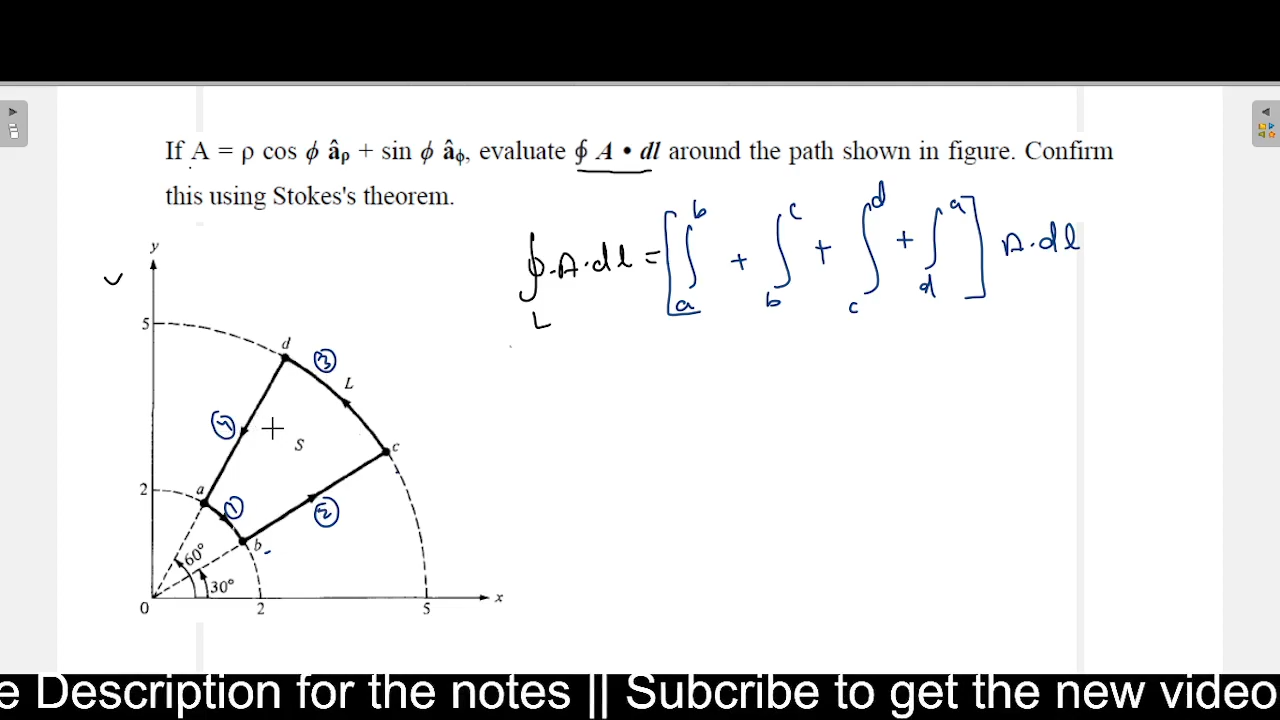 If A = ρ cos ϕ âρ + sin ϕ âϕ, evaluate ∮ A • dl around the path shown in figure. Confirm
this using Stokes's theorem.
∮L A·dl = [∫a^b + ∫b^c + ∫c^d + ∫d^a] A·dl
y
5
d
③
L
④
S
c
2
a
①
②
b
60°
30°
0
2
5
x
e Description for the notes || Subcribe to get the new video